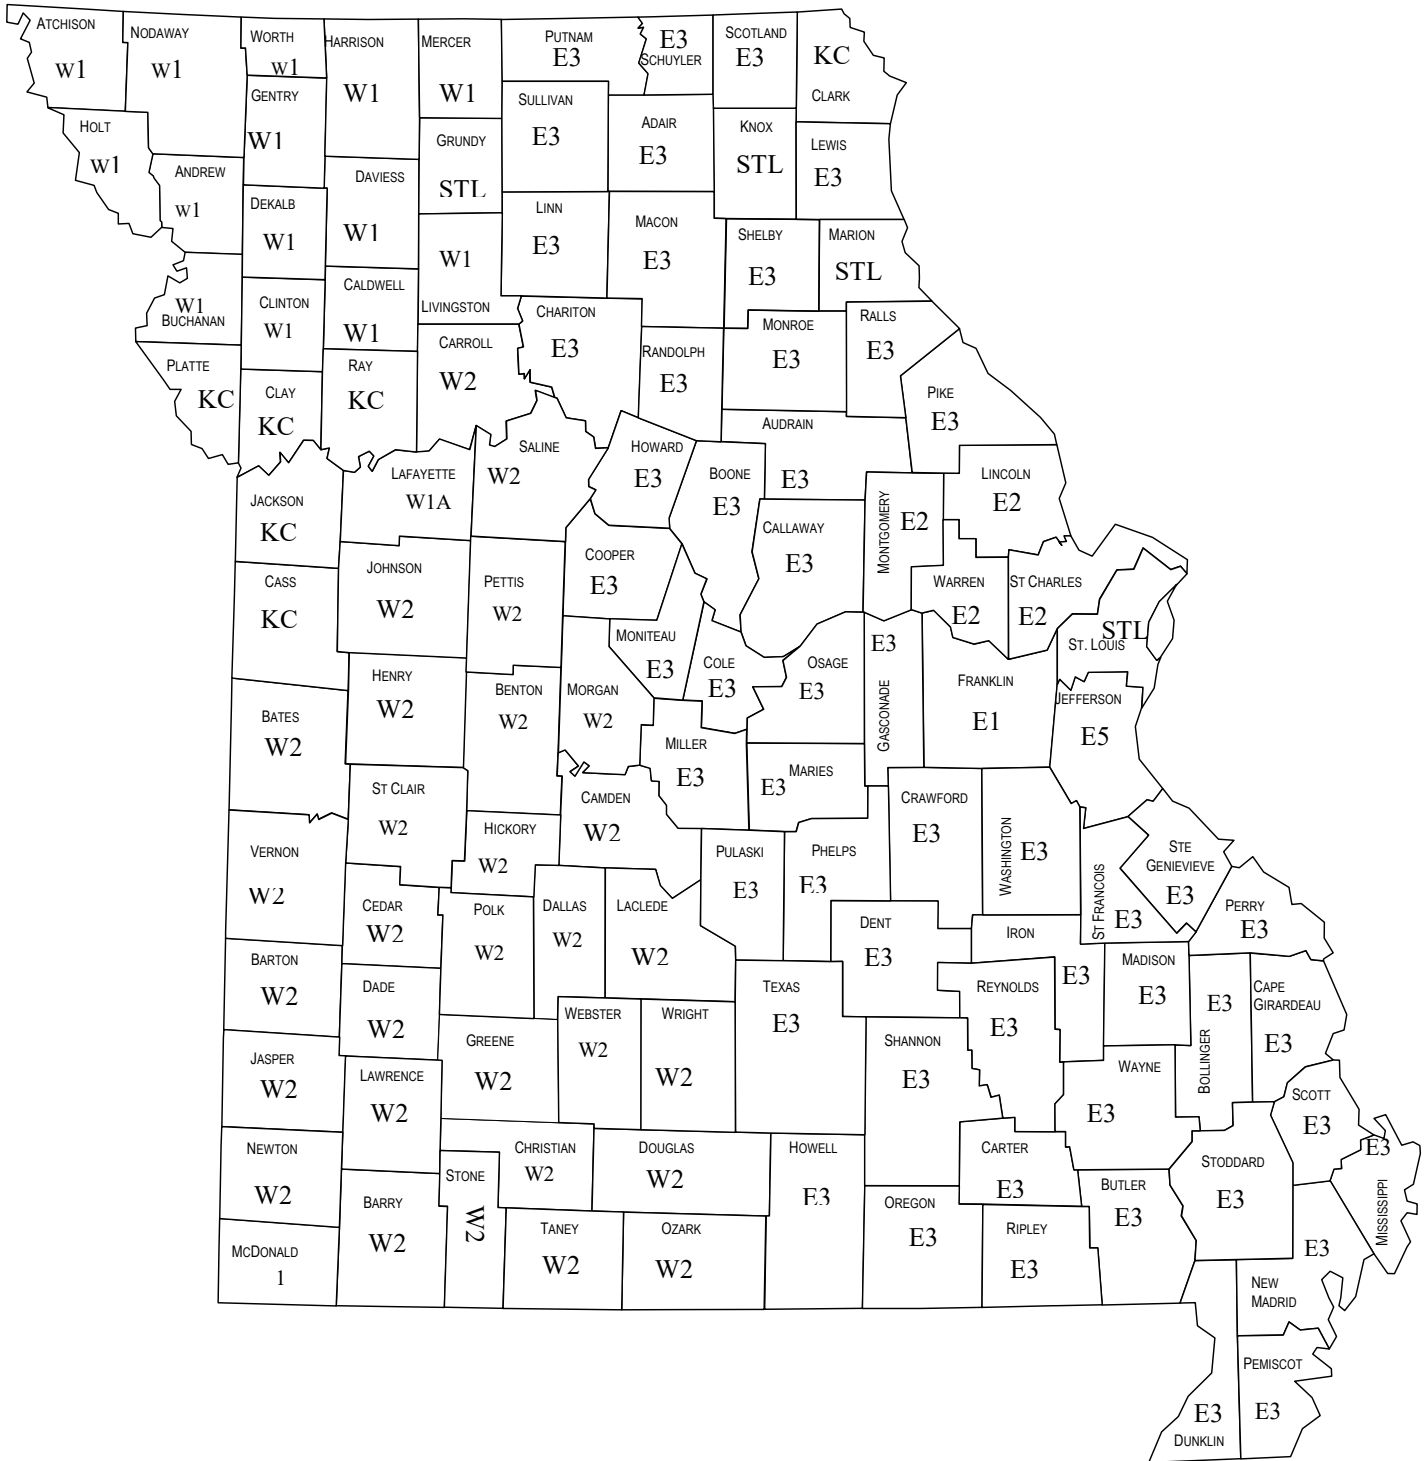 ATCHISON
W1
NODAWAY
W1
WORTH
W1
HARRISON
W1
MERCER
W1
PUTNAM
E3
E3
SCHUYLER
SCOTLAND
E3
KC
CLARK
HOLT
W1
ANDREW
W1
GENTRY
W1
DEKALB
W1
DAVIESS
W1
GRUNDY
STL
SULLIVAN
E3
ADAIR
E3
KNOX
STL
LEWIS
E3
LINN
E3
MACON
E3
SHELBY
E3
MARION
STL
W1
BUCHANAN
CLINTON
W1
CALDWELL
W1
W1
LIVINGSTON
CHARITON
E3
RANDOLPH
E3
MONROE
E3
RALLS
E3
PLATTE
KC
CLAY
KC
RAY
KC
CARROLL
W2
PIKE
E3
AUDRAIN
E3
JACKSON
KC
LAFAYETTE
W1A
SALINE
W2
HOWARD
E3
BOONE
E3
CALLAWAY
E3
MONTGOMERY
E2
LINCOLN
E2
CASS
KC
JOHNSON
W2
PETTIS
W2
COOPER
E3
WARREN
E2
ST CHARLES
E2
STL
ST. LOUIS
MONITEAU
E3
COLE
E3
OSAGE
E3
E3
GASCONADE
FRANKLIN
E1
JEFFERSON
E5
BATES
W2
HENRY
W2
BENTON
W2
MORGAN
W2
MILLER
E3
MARIES
E3
ST CLAIR
W2
HICKORY
W2
CAMDEN
W2
PULASKI
E3
PHELPS
E3
CRAWFORD
E3
WASHINGTON
E3
ST FRANCOIS
E3
STE
GENIEVIEVE
E3
PERRY
E3
VERNON
W2
CEDAR
W2
POLK
W2
DALLAS
W2
LACLEDE
W2
DENT
E3
IRON
E3
MADISON
E3
E3
BOLLINGER
CAPE
GIRARDEAU
E3
BARTON
W2
DADE
W2
GREENE
W2
WEBSTER
W2
WRIGHT
W2
TEXAS
E3
SHANNON
E3
REYNOLDS
E3
WAYNE
E3
SCOTT
E3
JASPER
W2
LAWRENCE
W2
NEWTON
W2
CHRISTIAN
W2
DOUGLAS
W2
HOWELL
E3
CARTER
E3
BUTLER
E3
STODDARD
E3
E3
MISSISSIPPI
MCDONALD
1
BARRY
W2
STONE
W2
TANEY
W2
OZARK
W2
OREGON
E3
RIPLEY
E3
E3
NEW
MADRID
PEMISCOT
E3
E3
DUNKLIN